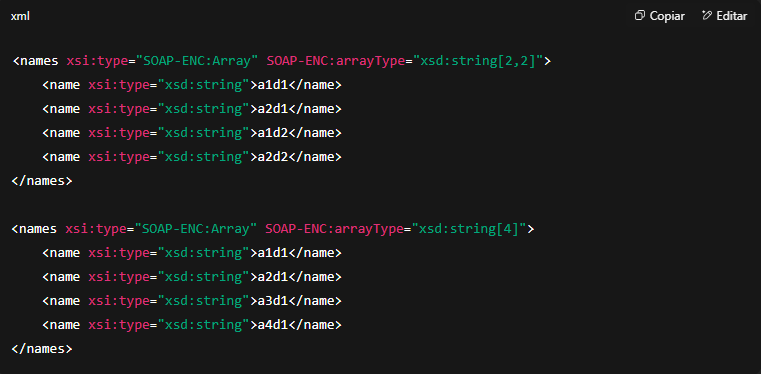 xml
Copiar
Editar
<names xsi:type="SOAP-ENC:Array" SOAP-ENC:arrayType="xsd:string[2,2]">
    <name xsi:type="xsd:string">a1d1</name>
    <name xsi:type="xsd:string">a2d1</name>
    <name xsi:type="xsd:string">a1d2</name>
    <name xsi:type="xsd:string">a2d2</name>
</names>

<names xsi:type="SOAP-ENC:Array" SOAP-ENC:arrayType="xsd:string[4]">
    <name xsi:type="xsd:string">a1d1</name>
    <name xsi:type="xsd:string">a2d1</name>
    <name xsi:type="xsd:string">a3d1</name>
    <name xsi:type="xsd:string">a4d1</name>
</names>